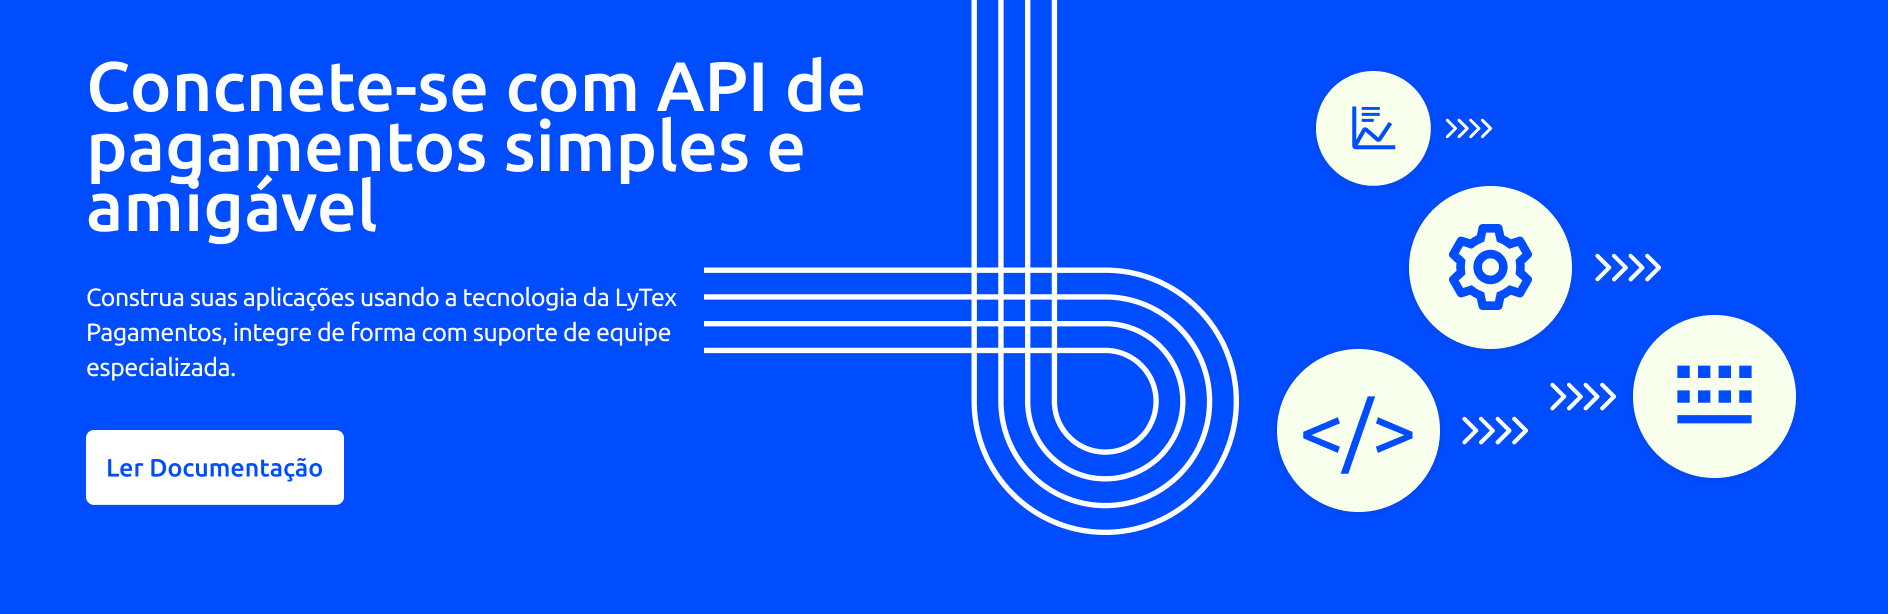 Concnete-se com API de
pagamentos simples e
amigável
Construa suas aplicações usando a tecnologia da LyTex
Pagamentos, integre de forma com suporte de equipe
especializada.
Ler Documentação
</>